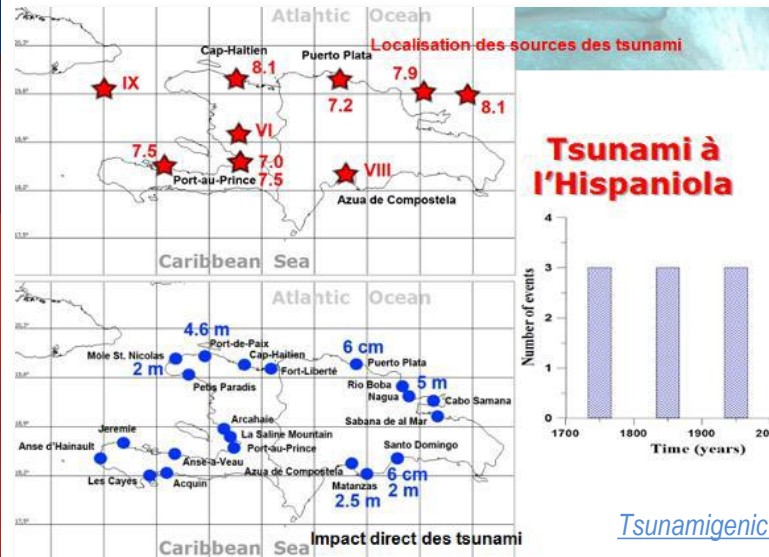 Atlantic Ocean
Localisation des sources des tsunami
Cap-Haïtien
Puerto Plata
8.1
7.9
IX
7.2
8.1
VI
7.5
7.0
7.5
VIII
Port-au-Prince
Azua de Compostela
Caribbean Sea
Tsunami à
l'Hispaniola
Atlantic Ocean
4.6 m
Port-de-Paix
Mole St. Nicolas
2 m
Cap-Haïtien
Fort-Liberté
6 cm
Puerto Plata
Petis Paradis
Rio Boba
5 m
Nagua
Cabo Samana
Sabana de al Mar
Arcahaie
La Saline Mountain
Jeremie
Port-au-Prince
Santo Domingo
Anse d'Hainault
Anse-à-Veau
Azua de Compostela
6 cm
2 m
Les Cayes
Acquin
Matanzas
2.5 m
Impact direct des tsunami
Caribbean Sea
Number of events
4
3
2
1
0
1700
1800
1900
Time (years)
Tsunamigenic